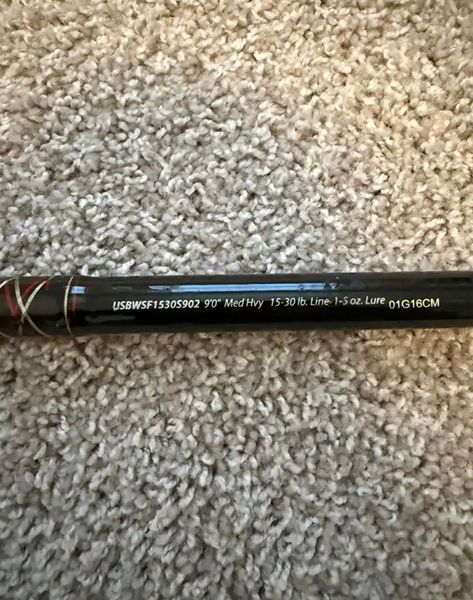 USBWSF1530S902 9'0" Med Hvy 15-30 lb. Line-1-5 oz. Lure 01G16CM